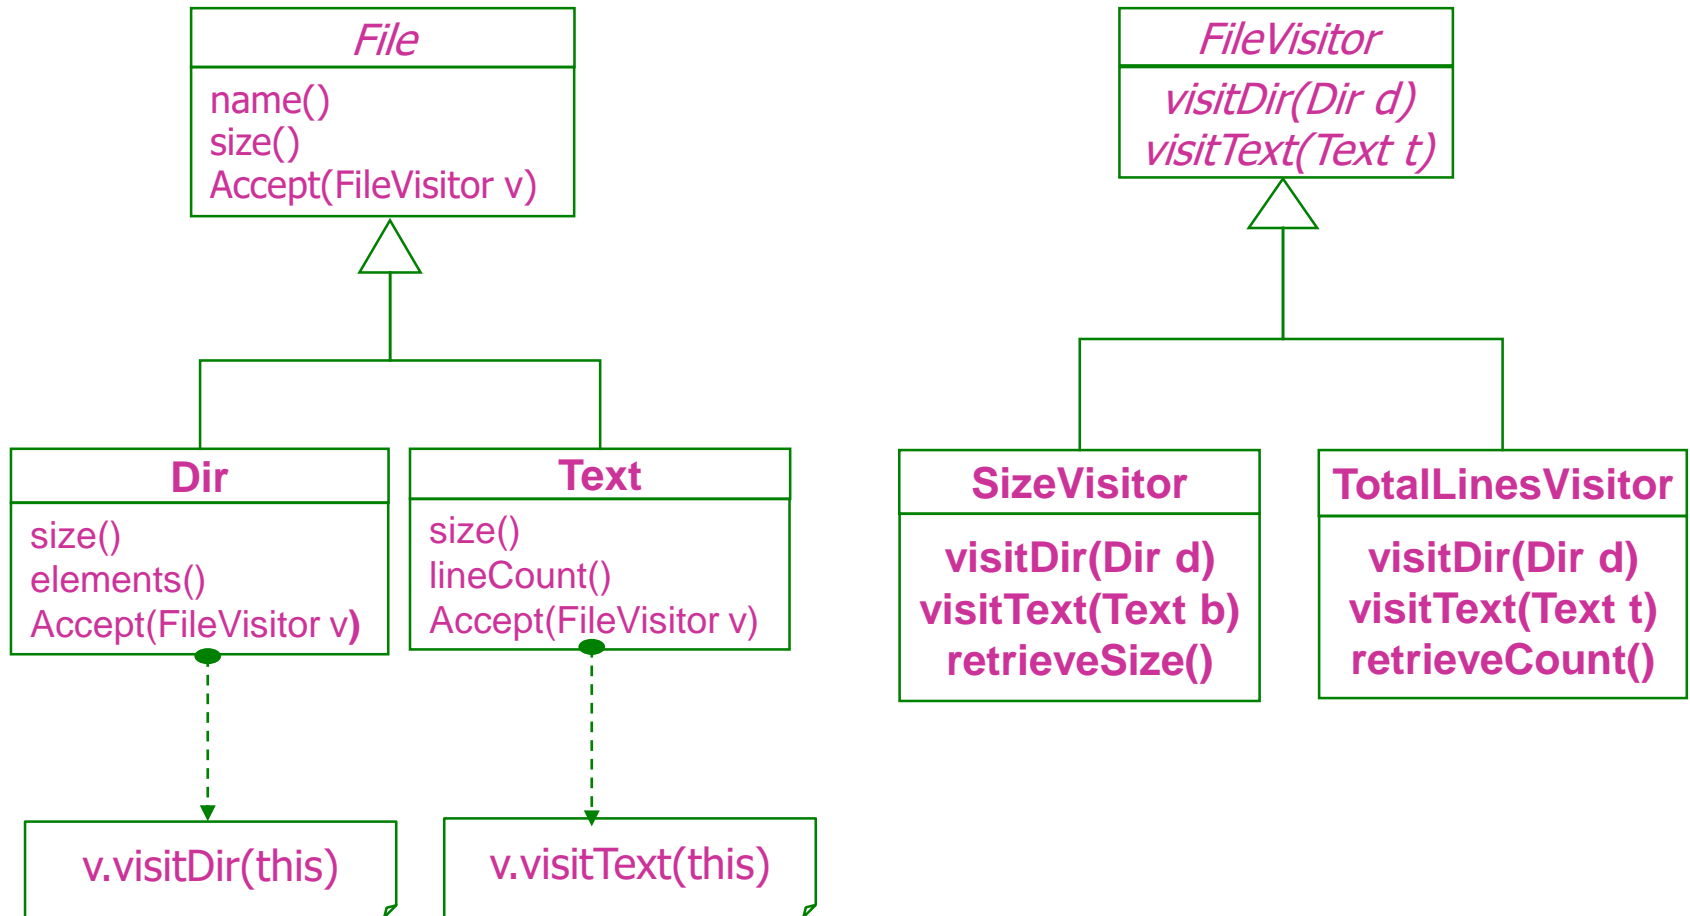 File
name()
size()
Accept(FileVisitor v)
FileVisitor
visitDir(Dir d)
visitText(Text t)
Dir
size()
elements()
Accept(FileVisitor v)
Text
size()
lineCount()
Accept(FileVisitor v)
SizeVisitor
visitDir(Dir d)
visitText(Text b)
retrieveSize()
TotalLinesVisitor
visitDir(Dir d)
visitText(Text t)
retrieveCount()
v.visitDir(this)
v.visitText(this)